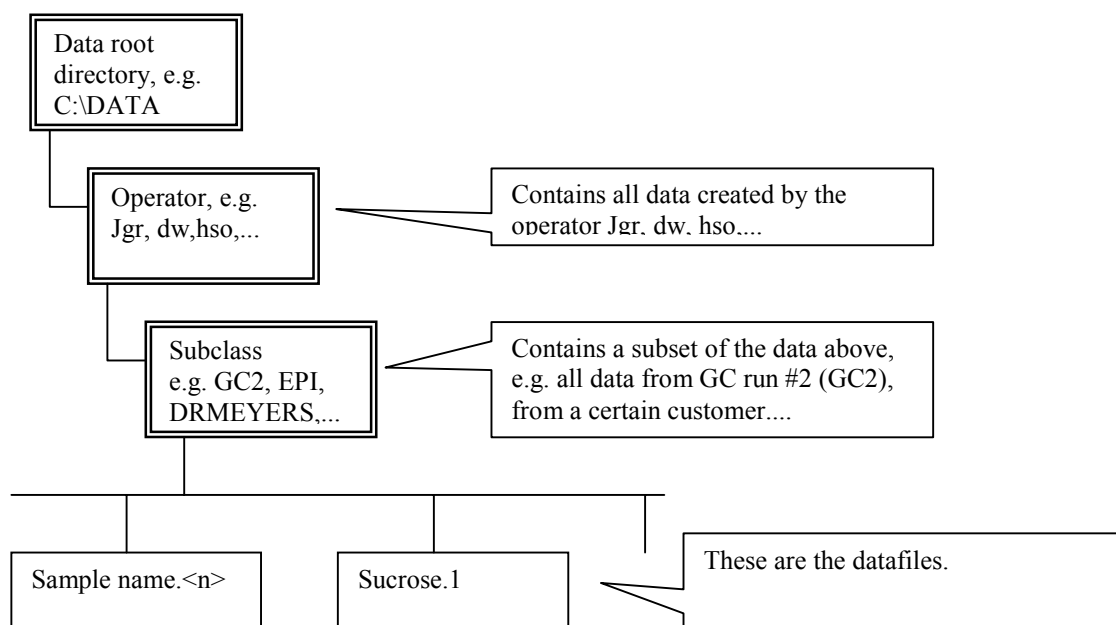 Data root
directory, e.g.
C:\DATA
Operator, e.g.
Jgr, dw,hso,...
Contains all data created by the
operator Jgr, dw, hso,....
Subclass
e.g. GC2, EPI,
DRMEYERS,...
Contains a subset of the data above,
e.g. all data from GC run #2 (GC2),
from a certain customer....
Sample name.<n>
Sucrose.1
These are the datafiles.